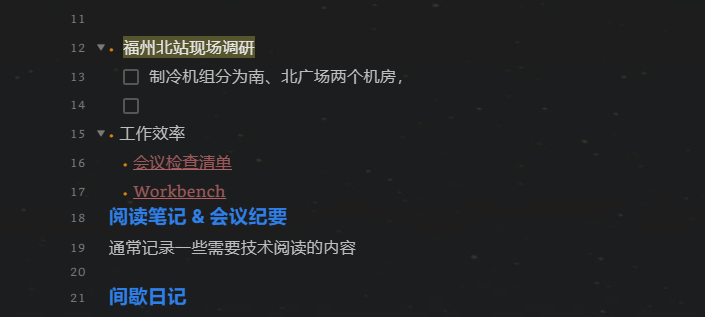 11
12 福州北站现场调研
13 制冷机组分为南、北广场两个机房，
14
15 工作效率
16 会议检查清单
17 Workbench
18 阅读笔记 & 会议纪要
19 通常记录一些需要技术阅读的内容
20
21 间歇日记